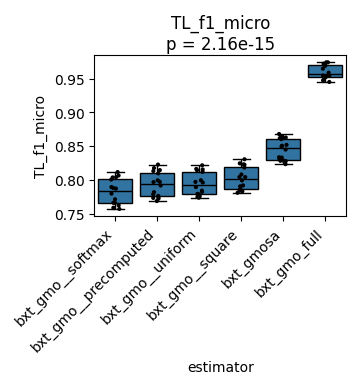 TL_f1_micro
p = 2.16e-15
TL_f1_micro
0.95
0.90
0.85
0.80
0.75
bxt_gmo__softmax
bxt_gmo__precomputed
bxt_gmo__uniform
bxt_gmo__square
bxt_gmosa
bxt_gmo_full
estimator